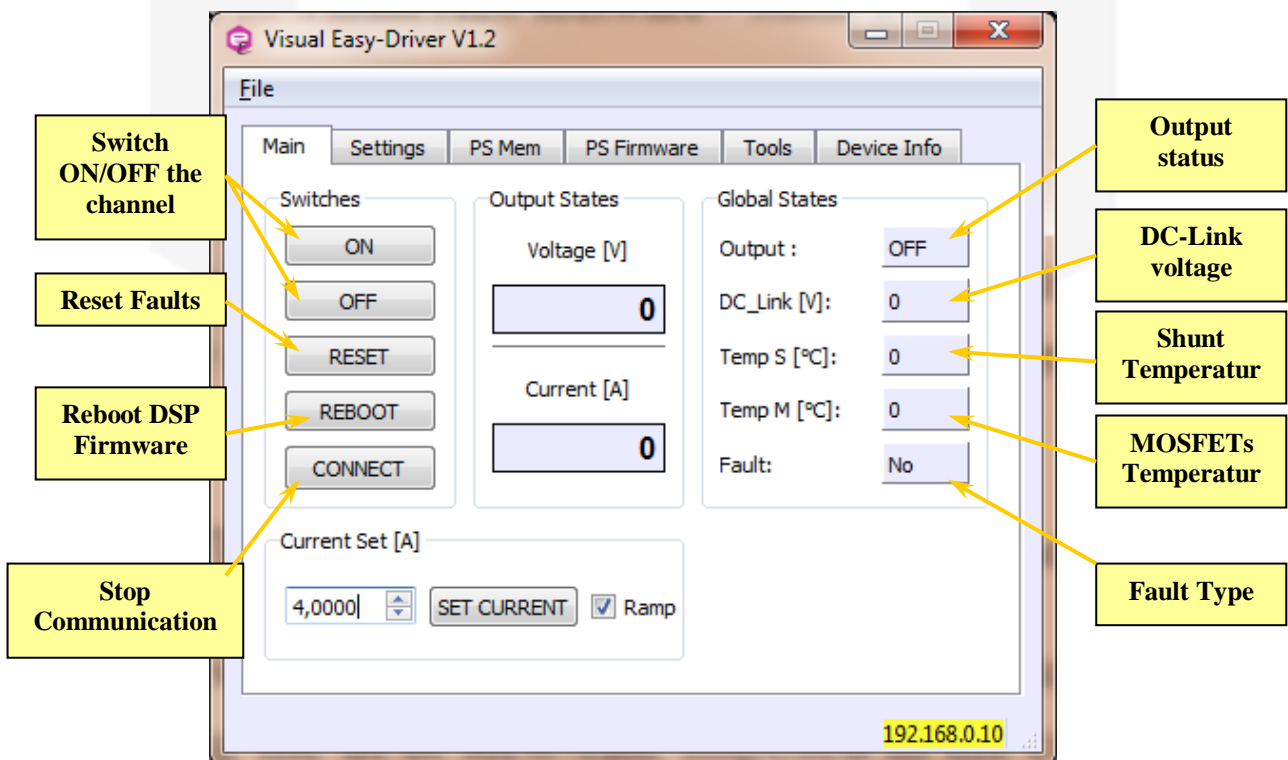 Visual Easy-Driver V1.2
File
Main Settings PS Mem PS Firmware Tools Device Info
Switch
ON/OFF the
channel
Reset Faults
Reboot DSP
Firmware
Stop
Communication
Switches
ON
OFF
RESET
REBOOT
CONNECT
Output States
Voltage [V]
0
Current [A]
0
Global States
Output : OFF
DC_Link [V]: 0
Temp S [ºC]: 0
Temp M [ºC]: 0
Fault: No
Output
status
DC-Link
voltage
Shunt
Temperatur
MOSFETs
Temperatur
Fault Type
Current Set [A]
4,0000 SET CURRENT Ramp
192.168.0.10